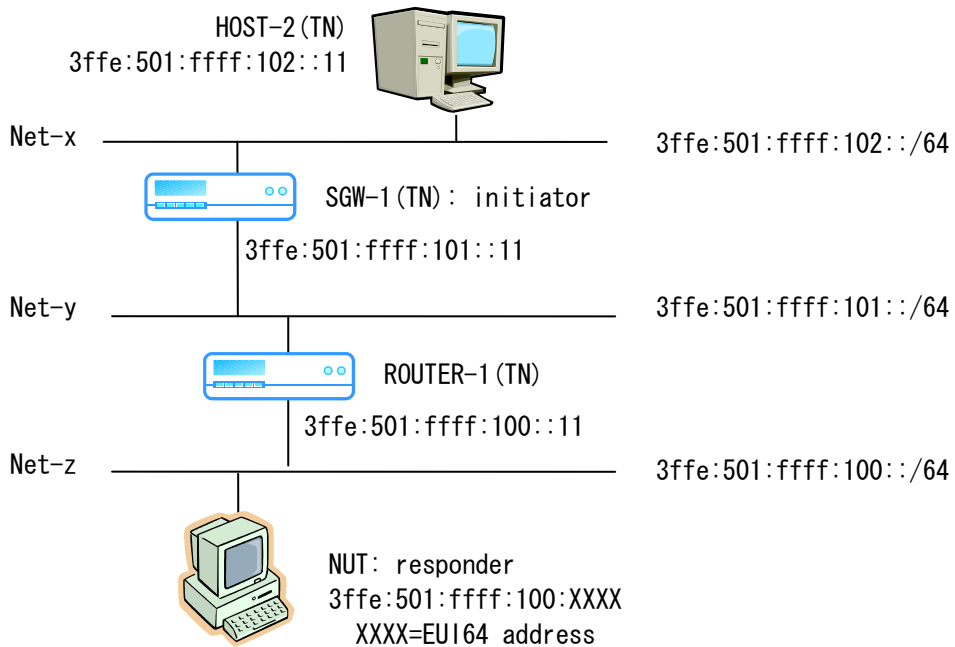 HOST-2(TN)
3ffe:501:ffff:102::11
Net-x
3ffe:501:ffff:102::/64
SGW-1(TN): initiator
3ffe:501:ffff:101::11
Net-y
3ffe:501:ffff:101::/64
ROUTER-1(TN)
3ffe:501:ffff:100::11
Net-z
3ffe:501:ffff:100::/64
NUT: responder
3ffe:501:ffff:100:XXXX
XXXX=EUI64 address